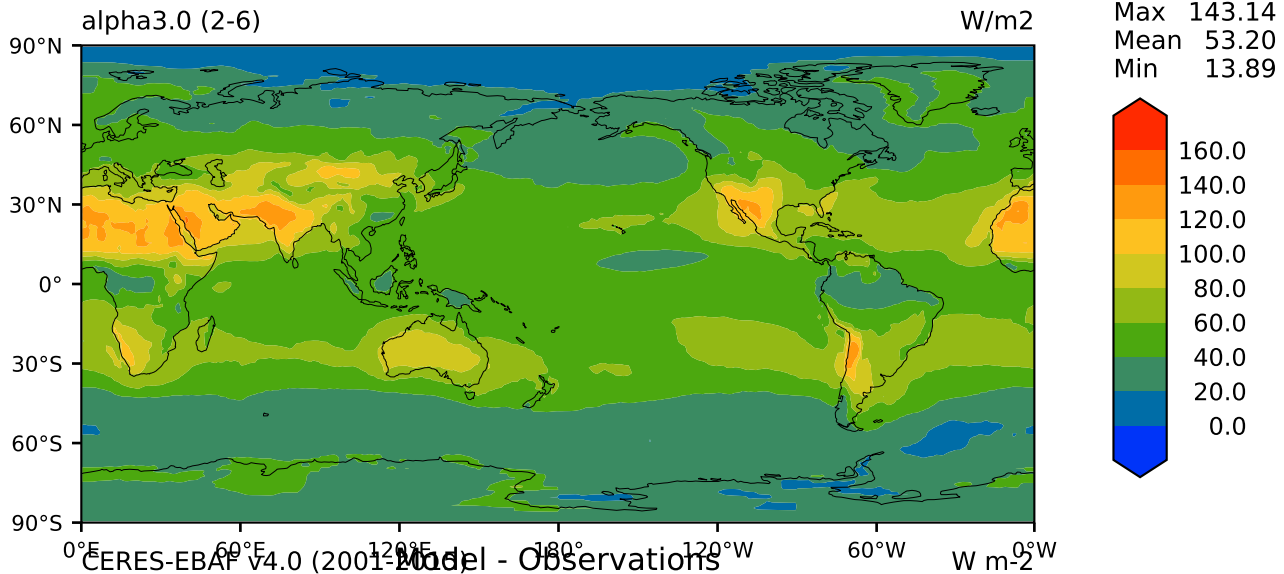 alpha3.0 (2-6) W/m2
Max 143.14
Mean 53.20
Min 13.89
90°N
60°N
30°N
0°
30°S
60°S
90°S
160.0
140.0
120.0
100.0
80.0
60.0
40.0
20.0
0.0
0°E 60°E 120°E 180° 120°W 60°W 0°W
CERES-EBAF v4.0 (2001-2015) Model - Observations W m-2